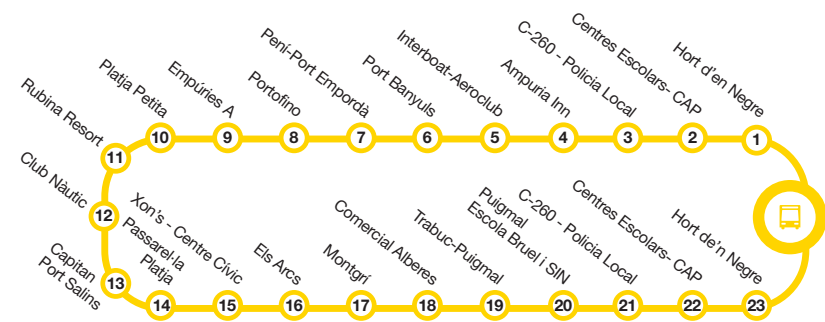 Hort d'en Negre
Centres Escolars- CAP
C-260 - Policia Local
Ampuria Inn
Interboat-Aeroclub
Port Banyuls
Pení-Port Empordà
Portofino
Empúries A
Platja Petita
Rubina Resort
Club Nàutic
Capitan
Port Salins
Passarel·la
Platja
Xon's - Centre Cívic
Els Arcs
Montgrí
Comercial Alberes
Trabuc-Puigmal
Puigmal
Escola Bruel i SIN
C-260 - Policia Local
Centres Escolars- CAP
Hort de'n Negre
1
2
3
4
5
6
7
8
9
10
11
12
13
14
15
16
17
18
19
20
21
22
23